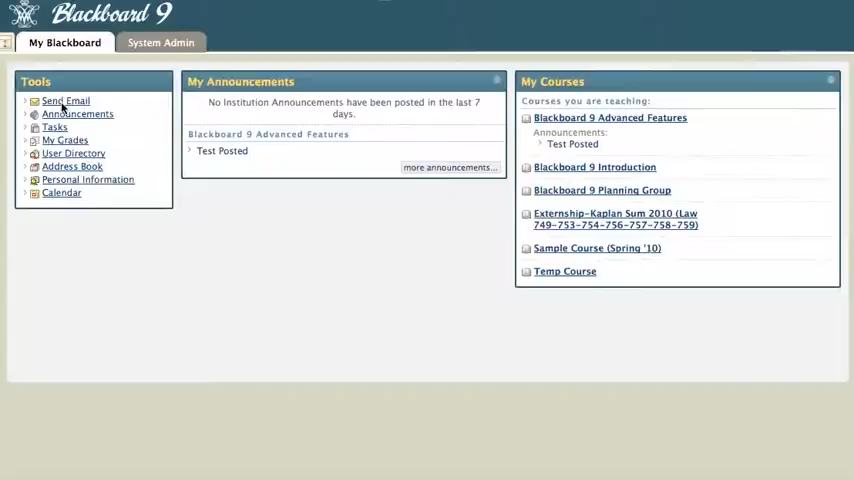 Blackboard 9
My Blackboard
System Admin
Tools
Send Email
Announcements
Tasks
My Grades
User Directory
Address Book
Personal Information
Calendar
My Announcements
No Institution Announcements have been posted in the last 7
days.
Blackboard 9 Advanced Features
Test Posted
more announcements...
My Courses
Courses you are teaching:
Blackboard 9 Advanced Features
Announcements:
Test Posted
Blackboard 9 Introduction
Blackboard 9 Planning Group
Externship-Kaplan Sum 2010 (Law
749-753-754-756-757-758-759)
Sample Course (Spring '10)
Temp Course